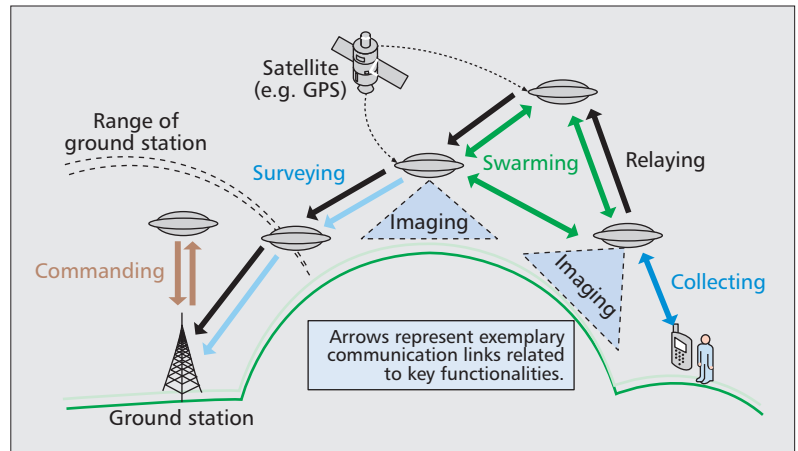 Satellite
(e.g. GPS)
Range of
ground station
Surveying
Swarming
Relaying
Imaging
Commanding
Imaging
Collecting
Arrows represent exemplary
communication links related
to key functionalities.
Ground station